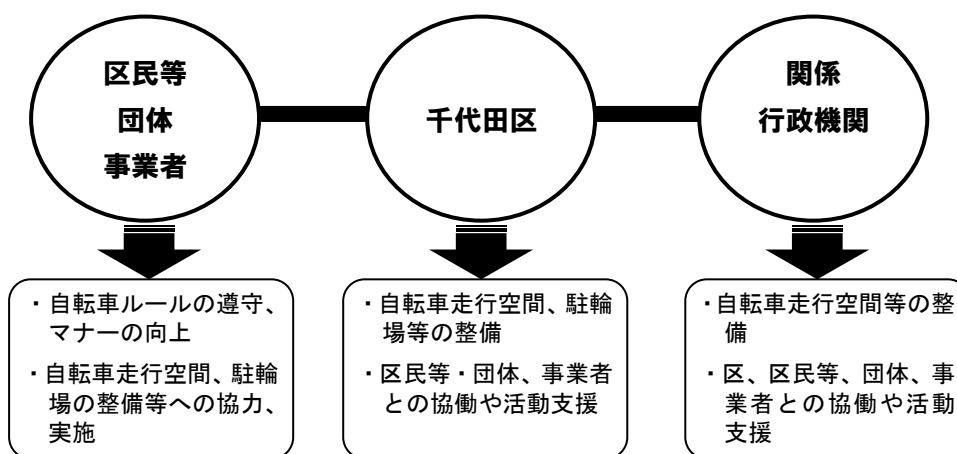 区民等
団体
事業者
千代田区
関係
行政機関
・自転車ルールの遵守、
マナーの向上
・自転車走行空間、駐輪
場の整備等への協力、
実施
・自転車走行空間、駐輪
場等の整備
・区民等・団体、事業者
との協働や活動支援
・自転車走行空間等の整
備
・区、区民等、団体、事
業者との協働や活動
支援